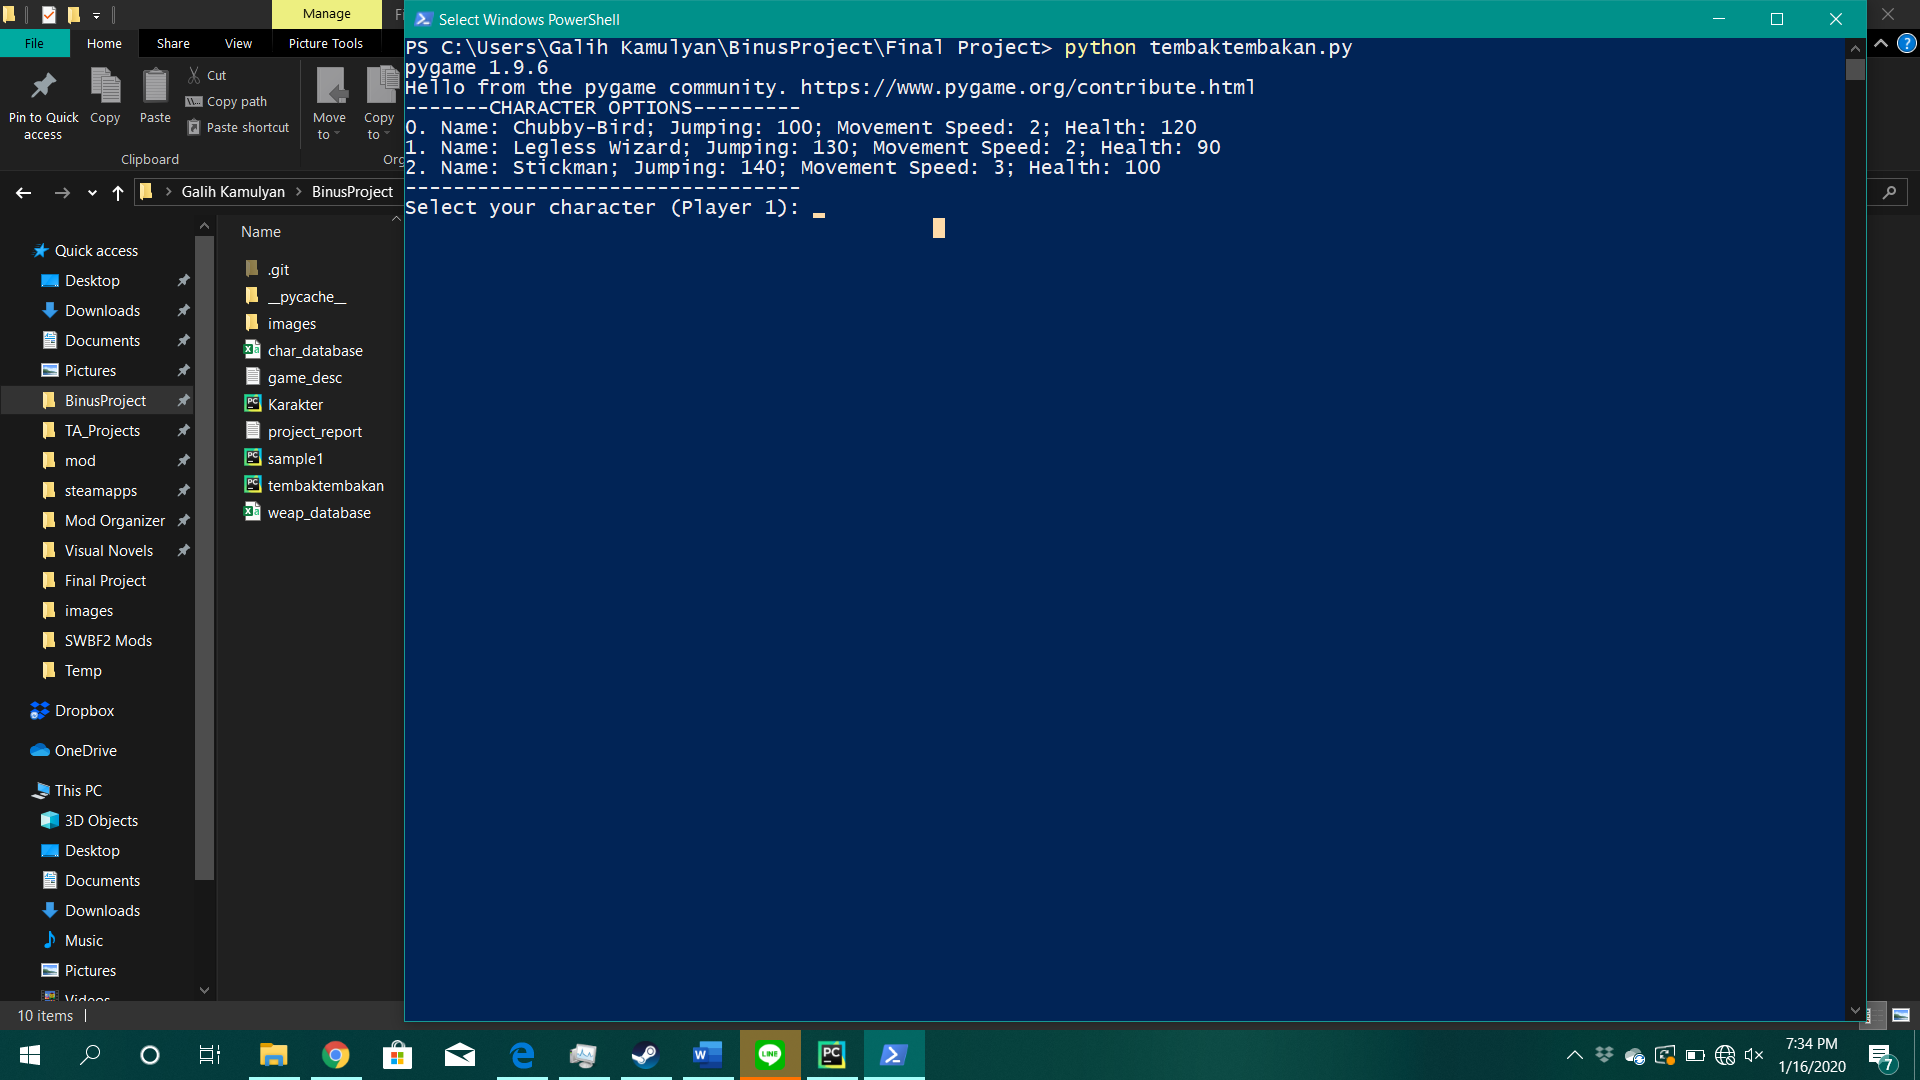 Manage
Select Windows PowerShell
File
Home
Share
View
Picture Tools
Pin to Quick access
Copy
Paste
Cut
Copy path
Paste shortcut
Move to
Copy to
Clipboard
Org
Galih Kamulyan
BinusProject
Name
Quick access
Desktop
Downloads
Documents
Pictures
BinusProject
TA_Projects
mod
steamapps
Mod Organizer
Visual Novels
Final Project
images
SWBF2 Mods
Temp
Dropbox
OneDrive
This PC
3D Objects
Desktop
Documents
Downloads
Music
Pictures
Videos
.git
__pycache__
images
char_database
game_desc
Karakter
project_report
sample1
tembaktembakan
weap_database
10 items
PS C:\Users\Galih Kamulyan\BinusProject\Final Project> python tembaktembakan.py
pygame 1.9.6
Hello from the pygame community. https://www.pygame.org/contribute.html
-------CHARACTER OPTIONS---------
0. Name: Chubby-Bird; Jumping: 100; Movement Speed: 2; Health: 120
1. Name: Legless Wizard; Jumping: 130; Movement Speed: 2; Health: 90
2. Name: Stickman; Jumping: 140; Movement Speed: 3; Health: 100
---------------------------------
Select your character (Player 1): _
LINE
PC
7:34 PM
1/16/2020
7